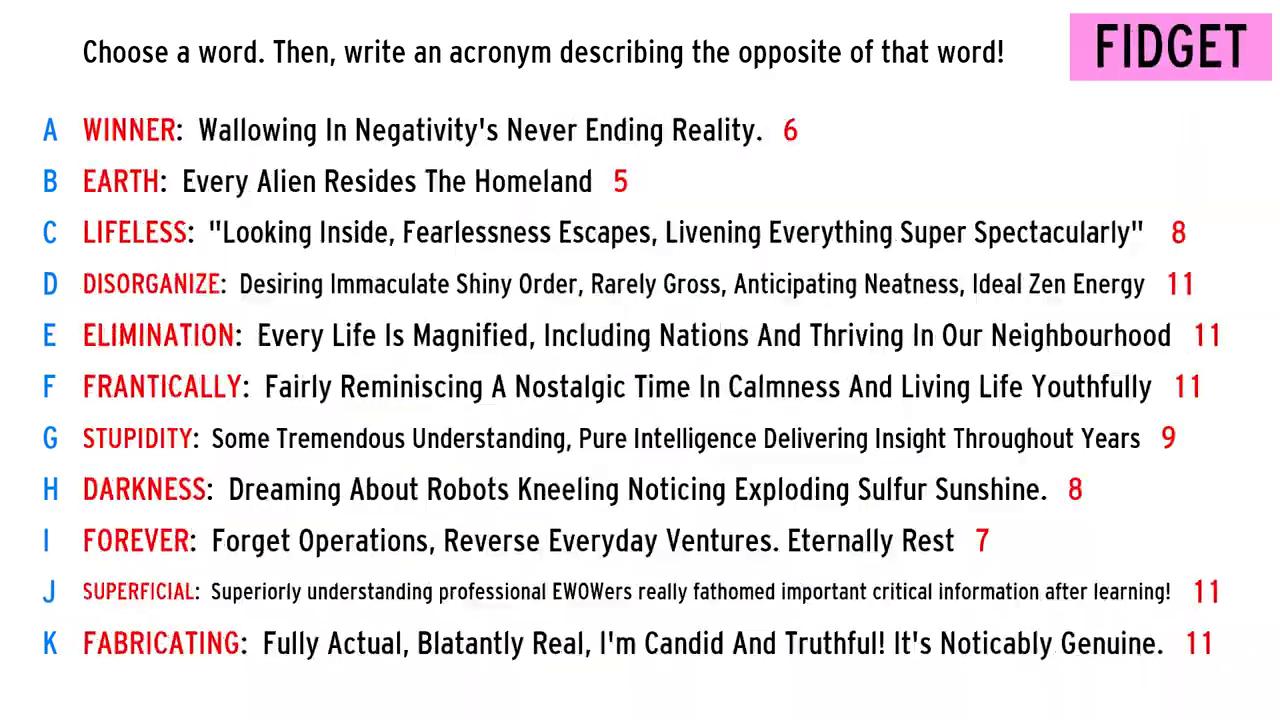 Choose a word. Then, write an acronym describing the opposite of that word!
FIDGET
A WINNER: Wallowing In Negativity's Never Ending Reality. 6
B EARTH: Every Alien Resides The Homeland 5
C LIFELESS: "Looking Inside, Fearlessness Escapes, Livening Everything Super Spectacularly" 8
D DISORGANIZE: Desiring Immaculate Shiny Order, Rarely Gross, Anticipating Neatness, Ideal Zen Energy 11
E ELIMINATION: Every Life Is Magnified, Including Nations And Thriving In Our Neighbourhood 11
F FRANTICALLY: Fairly Reminiscing A Nostalgic Time In Calmness And Living Life Youthfully 11
G STUPIDITY: Some Tremendous Understanding, Pure Intelligence Delivering Insight Throughout Years 9
H DARKNESS: Dreaming About Robots Kneeling Noticing Exploding Sulfur Sunshine. 8
I FOREVER: Forget Operations, Reverse Everyday Ventures. Eternally Rest 7
J SUPERFICIAL: Superiorly understanding professional EWOWers really fathomed important critical information after learning! 11
K FABRICATING: Fully Actual, Blatantly Real, I'm Candid And Truthful! It's Noticably Genuine. 11